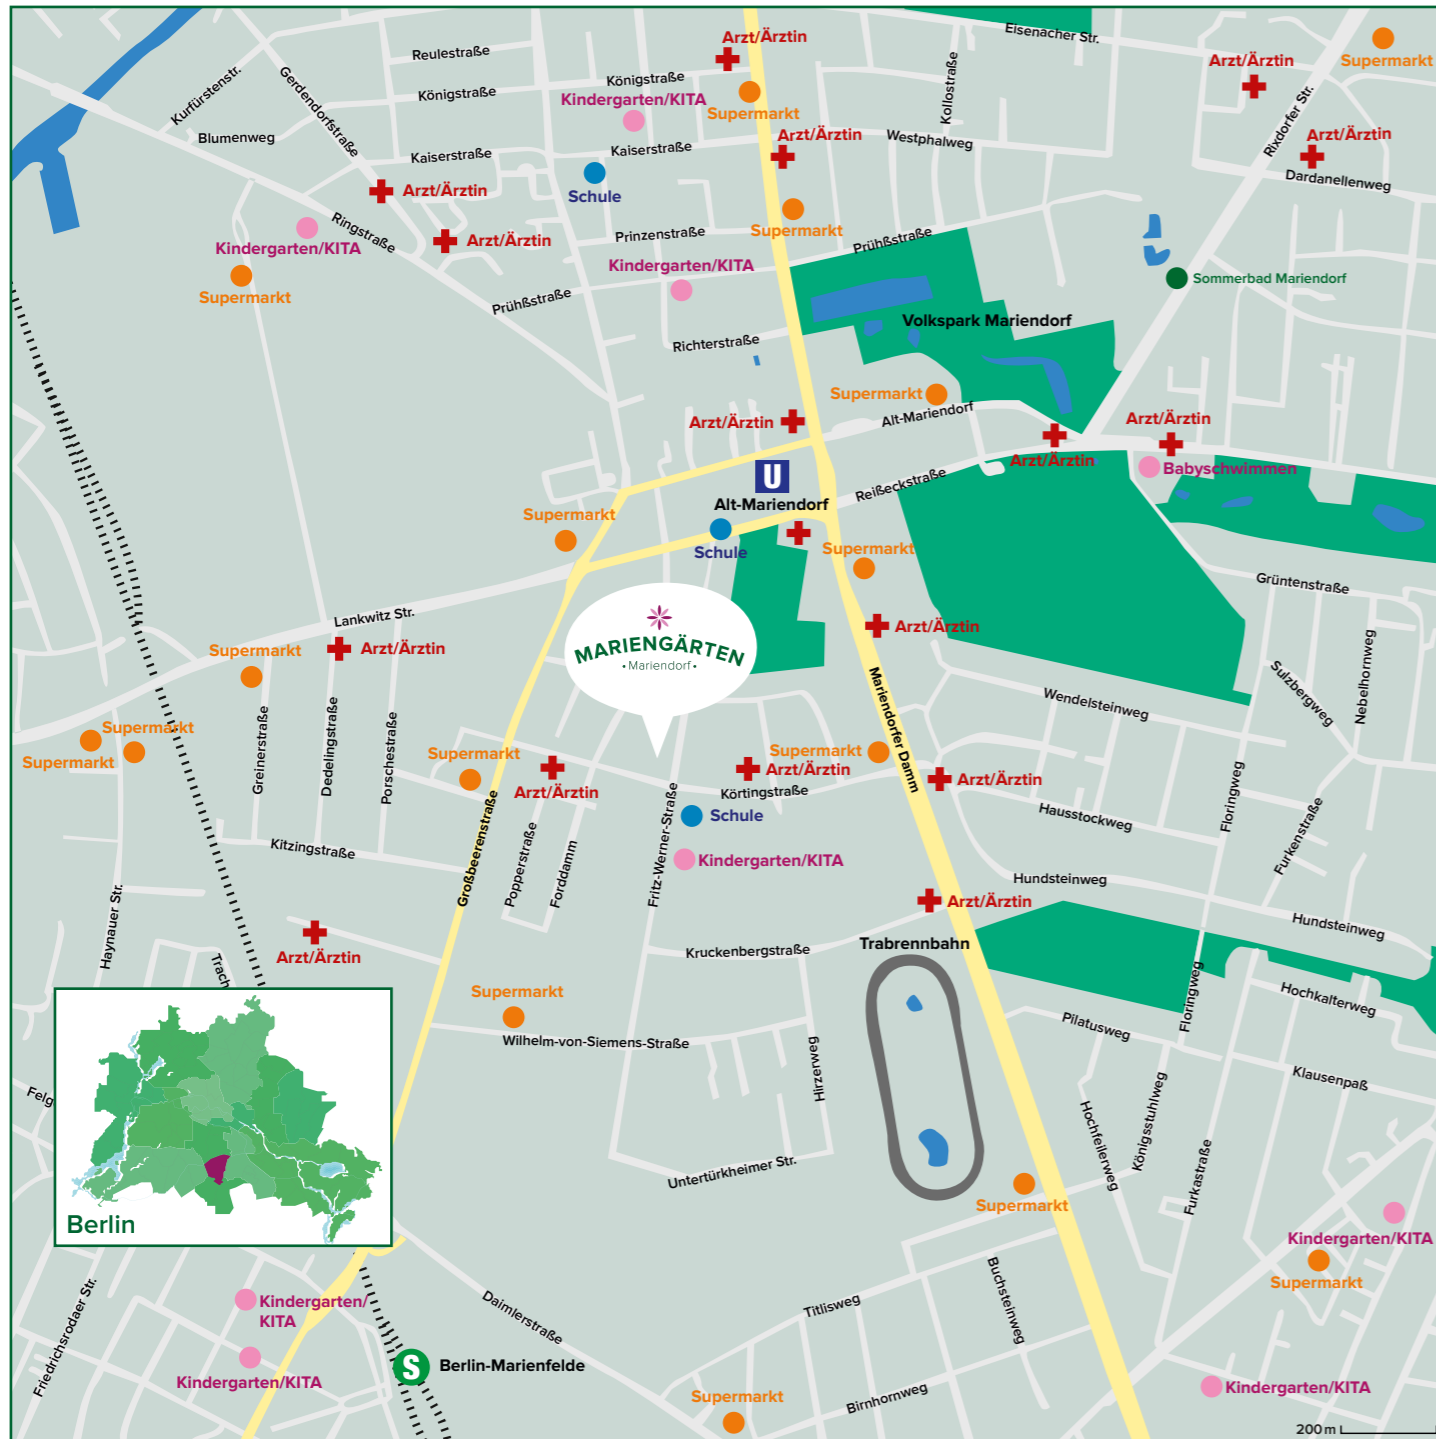 Eisenacher Str.
Arzt/Ärztin
Reulestraße
Königstraße
Kollostraße
Arzt/Ärztin
Supermarkt
Kurfürstenstr.
Gerdendorfstraße
Königstraße
Kindergarten/KITA
Supermarkt
Rixdorfer Str.
Blumenweg
Kaiserstraße
Kaiserstraße
Arzt/Ärztin
Westphalweg
Arzt/Ärztin
Arzt/Ärztin
Schule
Dardanellenweg
Ringstraße
Arzt/Ärztin
Prinzenstraße
Supermarkt
Prühßstraße
Kindergarten/KITA
Kindergarten/KITA
Sommerbad Mariendorf
Supermarkt
Prühßstraße
Volkspark Mariendorf
Richterstraße
Supermarkt
Alt-Mariendorf
Arzt/Ärztin
Arzt/Ärztin
Arzt/Ärztin
Babyschwimmen
U
Alt-Mariendorf
Reißeckstraße
Supermarkt
Schule
Supermarkt
Grüntenstraße
Lankwitz Str.
MARIENGÄRTEN
• Mariendorf •
Arzt/Ärztin
Supermarkt
Arzt/Ärztin
Sulzbergweg
Nebelhornweg
Mariendorfer Damm
Wendelsteinweg
Greinerstraße
Dedelingstraße
Porschestraße
Supermarkt
Supermarkt
Supermarkt
Supermarkt
Arzt/Ärztin
Arzt/Ärztin
Arzt/Ärztin
Körtingstraße
Schule
Hausstockweg
Floringweg
Furkenstraße
Kitzingstraße
Großbeerenstraße
Popperstraße
Forddamm
Fritz-Werner-Straße
Kindergarten/KITA
Hundsteinweg
Haynauer Str.
Arzt/Ärztin
Hundsteinweg
Arzt/Ärztin
Trach
Kruckenbergstraße
Trabrennbahn
Supermarkt
Floringweg
Hochkalterweg
Wilhelm-von-Siemens-Straße
Hirzerweg
Pilatusweg
Klausenpaß
Felg
Hochfeilerweg
Königsstuhlweg
Furkastraße
Untertürkheimer Str.
Supermarkt
Berlin
Kindergarten/KITA
Supermarkt
Friedrichsrodaer Str.
Kindergarten/
KITA
Daimlerstraße
Titlisweg
Buchsteinweg
S
Berlin-Marienfelde
Kindergarten/KITA
Supermarkt
Birnhornweg
Kindergarten/KITA
200 m